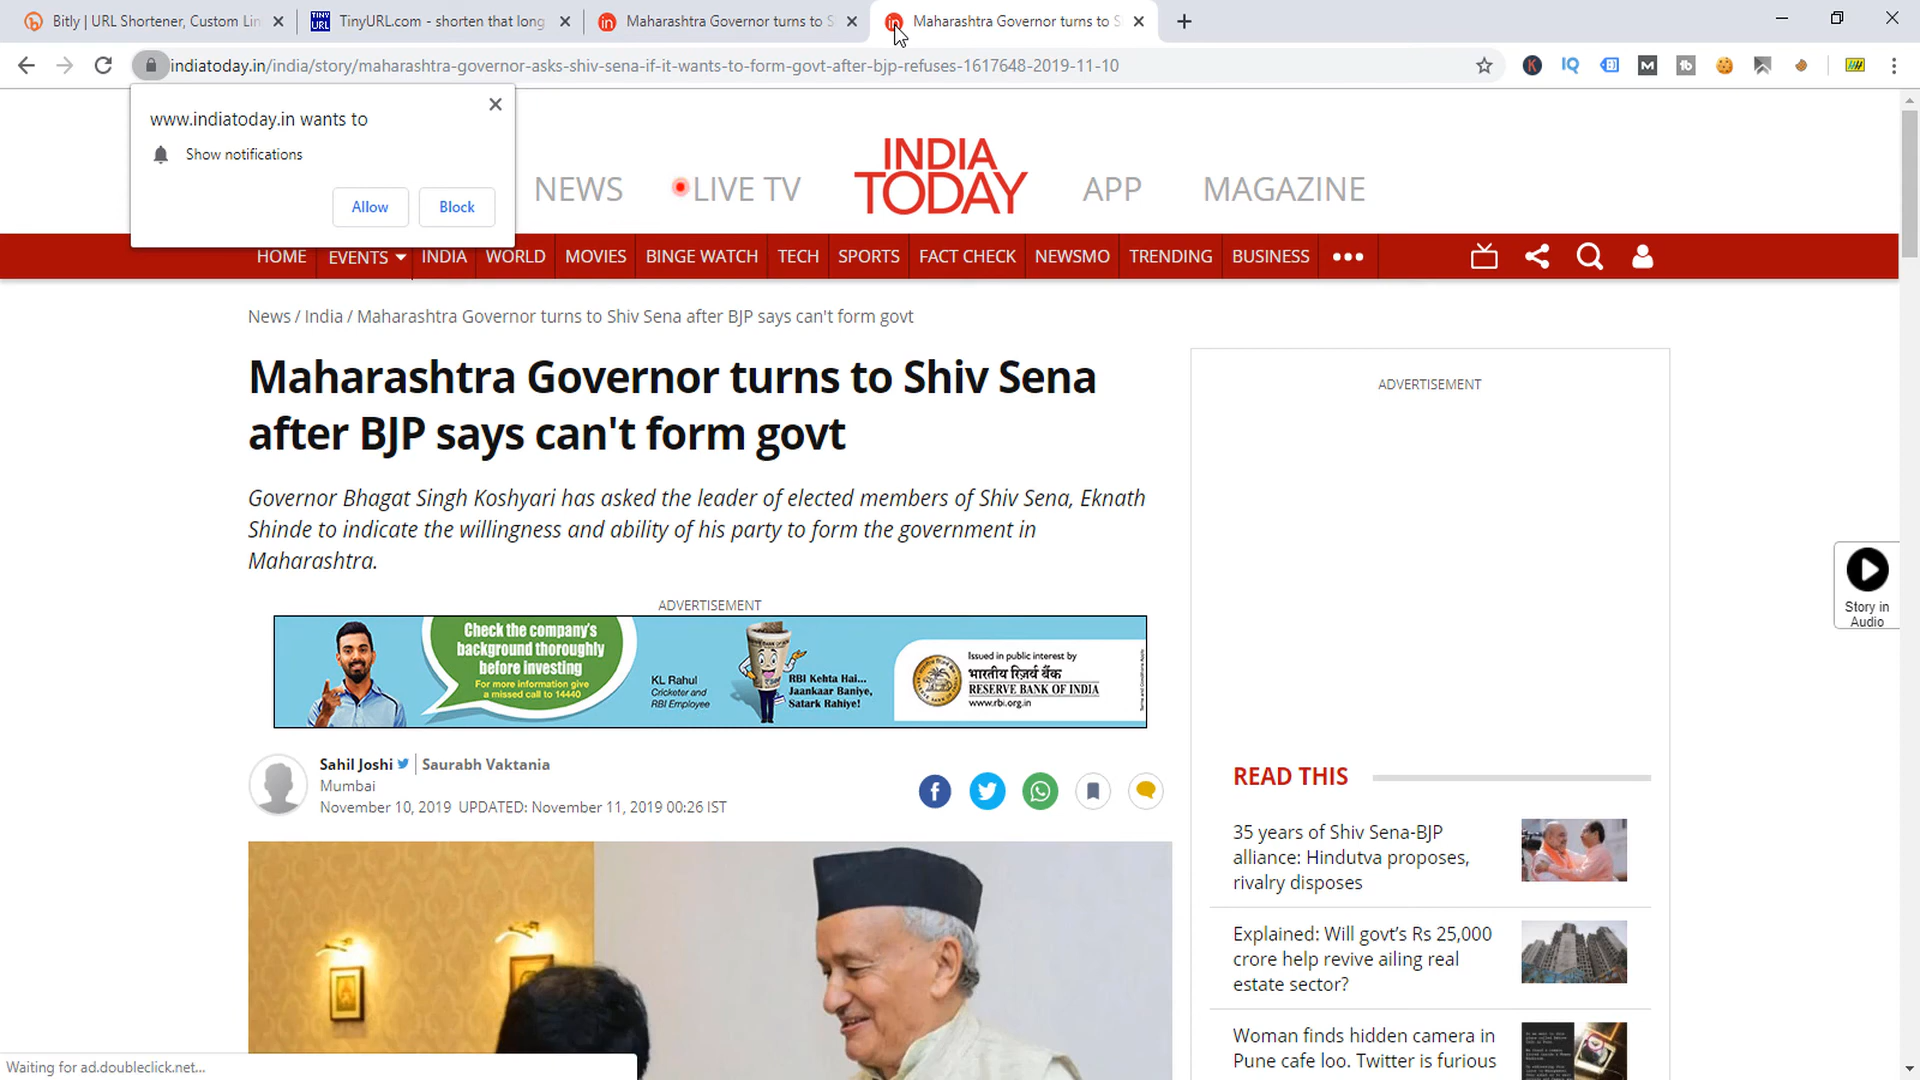 Bitly | URL Shortener, Custom Lin
TinyURL.com - shorten that long
Maharashtra Governor turns to S
Maharashtra Governor turns to S
indiatoday.in/india/story/maharashtra-governor-asks-shiv-sena-if-it-wants-to-form-govt-after-bjp-refuses-1617648-2019-11-10
www.indiatoday.in wants to
Show notifications
Allow
Block
NEWS
LIVE TV
INDIA
TODAY
APP
MAGAZINE
HOME
EVENTS
INDIA
WORLD
MOVIES
BINGE WATCH
TECH
SPORTS
FACT CHECK
NEWSMO
TRENDING
BUSINESS
News / India / Maharashtra Governor turns to Shiv Sena after BJP says can't form govt
Maharashtra Governor turns to Shiv Sena
after BJP says can't form govt
Governor Bhagat Singh Koshyari has asked the leader of elected members of Shiv Sena, Eknath
Shinde to indicate the willingness and ability of his party to form the government in
Maharashtra.
ADVERTISEMENT
Check the company's
background thoroughly
before investing
For more information give
a missed call to 14440
KL Rahul
Cricketer and
RBI Employee
RBI Kehta Hai...
Jaankaar Baniye,
Satark Rahiye!
Issued in public interest by
भारतीय रिज़र्व बैंक
RESERVE BANK OF INDIA
www.rbi.org.in
Sahil Joshi
Saurabh Vaktania
Mumbai
November 10, 2019 UPDATED: November 11, 2019 00:26 IST
ADVERTISEMENT
READ THIS
35 years of Shiv Sena-BJP
alliance: Hindutva proposes,
rivalry disposes
Explained: Will govt's Rs 25,000
crore help revive ailing real
estate sector?
Woman finds hidden camera in
Pune cafe loo. Twitter is furious
Story in
Audio
Waiting for ad.doubleclick.net...